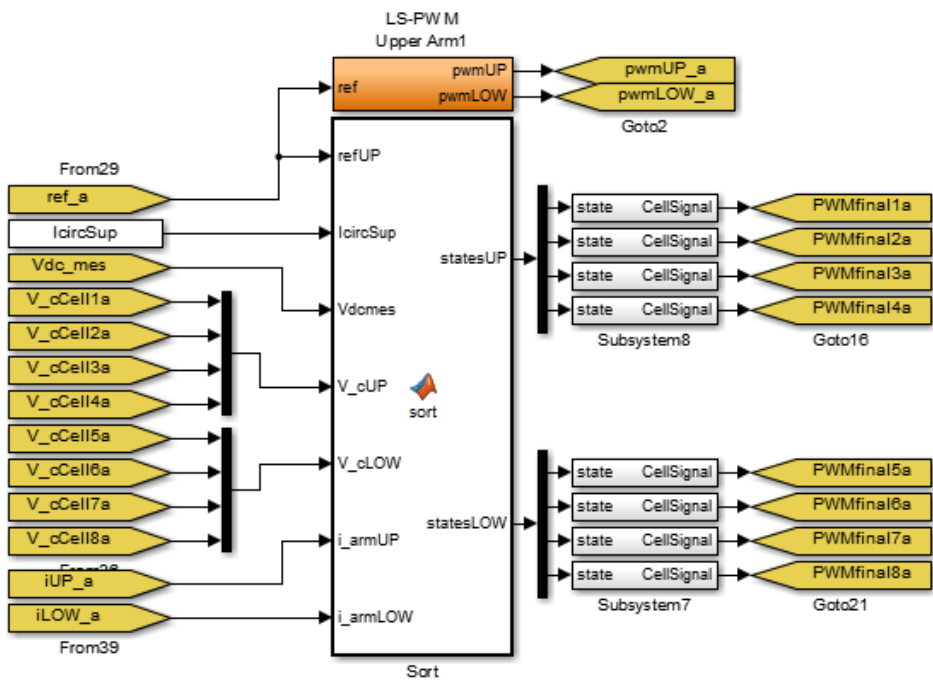 LS-PWM
Upper Arm1
ref
pwmUP
pwmLOW
pwmUP_a
pwmLOW_a
Goto2
From29
ref_a
IcircSup
Vdc_mes
V_cCell1a
V_cCell2a
V_cCell3a
V_cCell4a
V_cCell5a
V_cCell6a
V_cCell7a
V_cCell8a
iUP_a
iLOW_a
From39
refUP
IcircSup
Vdcmes
V_cUP
V_cLOW
i_armUP
i_armLOW
sort
statesUP
statesLOW
Sort
state CellSignal
state CellSignal
state CellSignal
state CellSignal
Subsystem8
PWMfinal1a
PWMfinal2a
PWMfinal3a
PWMfinal4a
Goto16
state CellSignal
state CellSignal
state CellSignal
state CellSignal
Subsystem7
PWMfinal5a
PWMfinal6a
PWMfinal7a
PWMfinal8a
Goto21